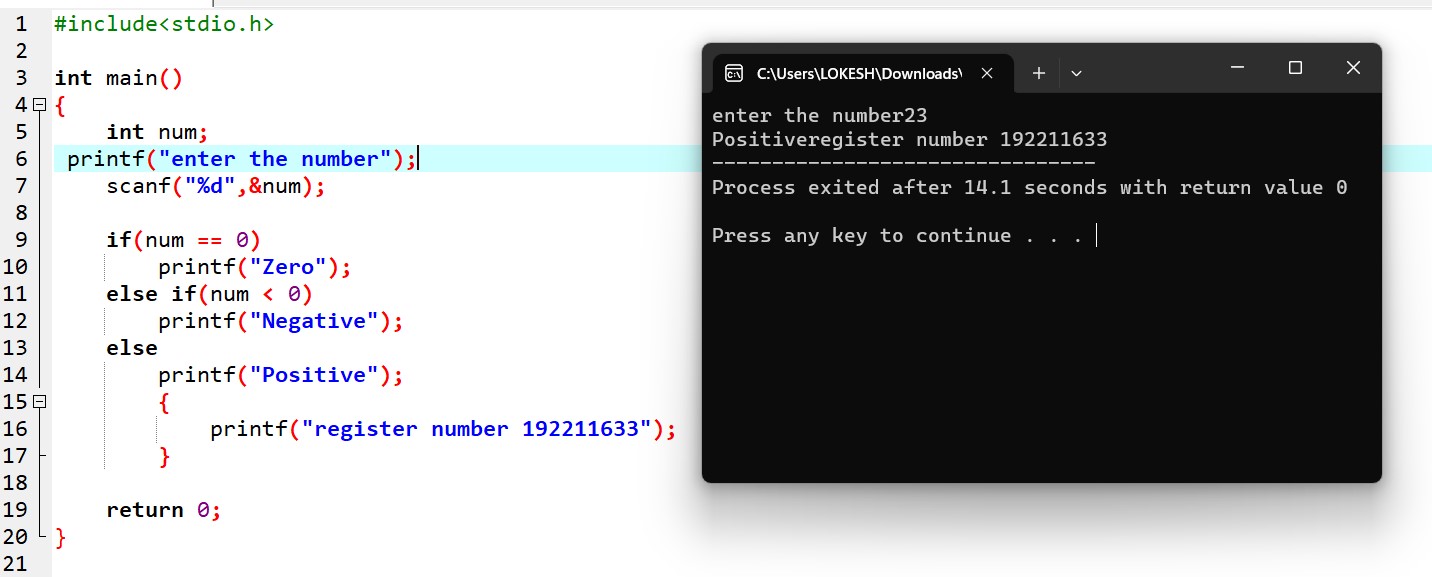 1 #include<stdio.h>
2
3 int main()
4 {
5 int num;
6 printf("enter the number");
7 scanf("%d",&num);
8
9 if(num == 0)
10 printf("Zero");
11 else if(num < 0)
12 printf("Negative");
13 else
14 printf("Positive");
15 {
16 printf("register number 192211633");
17 }
18
19 return 0;
20 }
21
C:\Users\LOKESH\Downloads\
enter the number23
Positiveregister number 192211633
--------------------------------
Process exited after 14.1 seconds with return value 0
Press any key to continue . . .